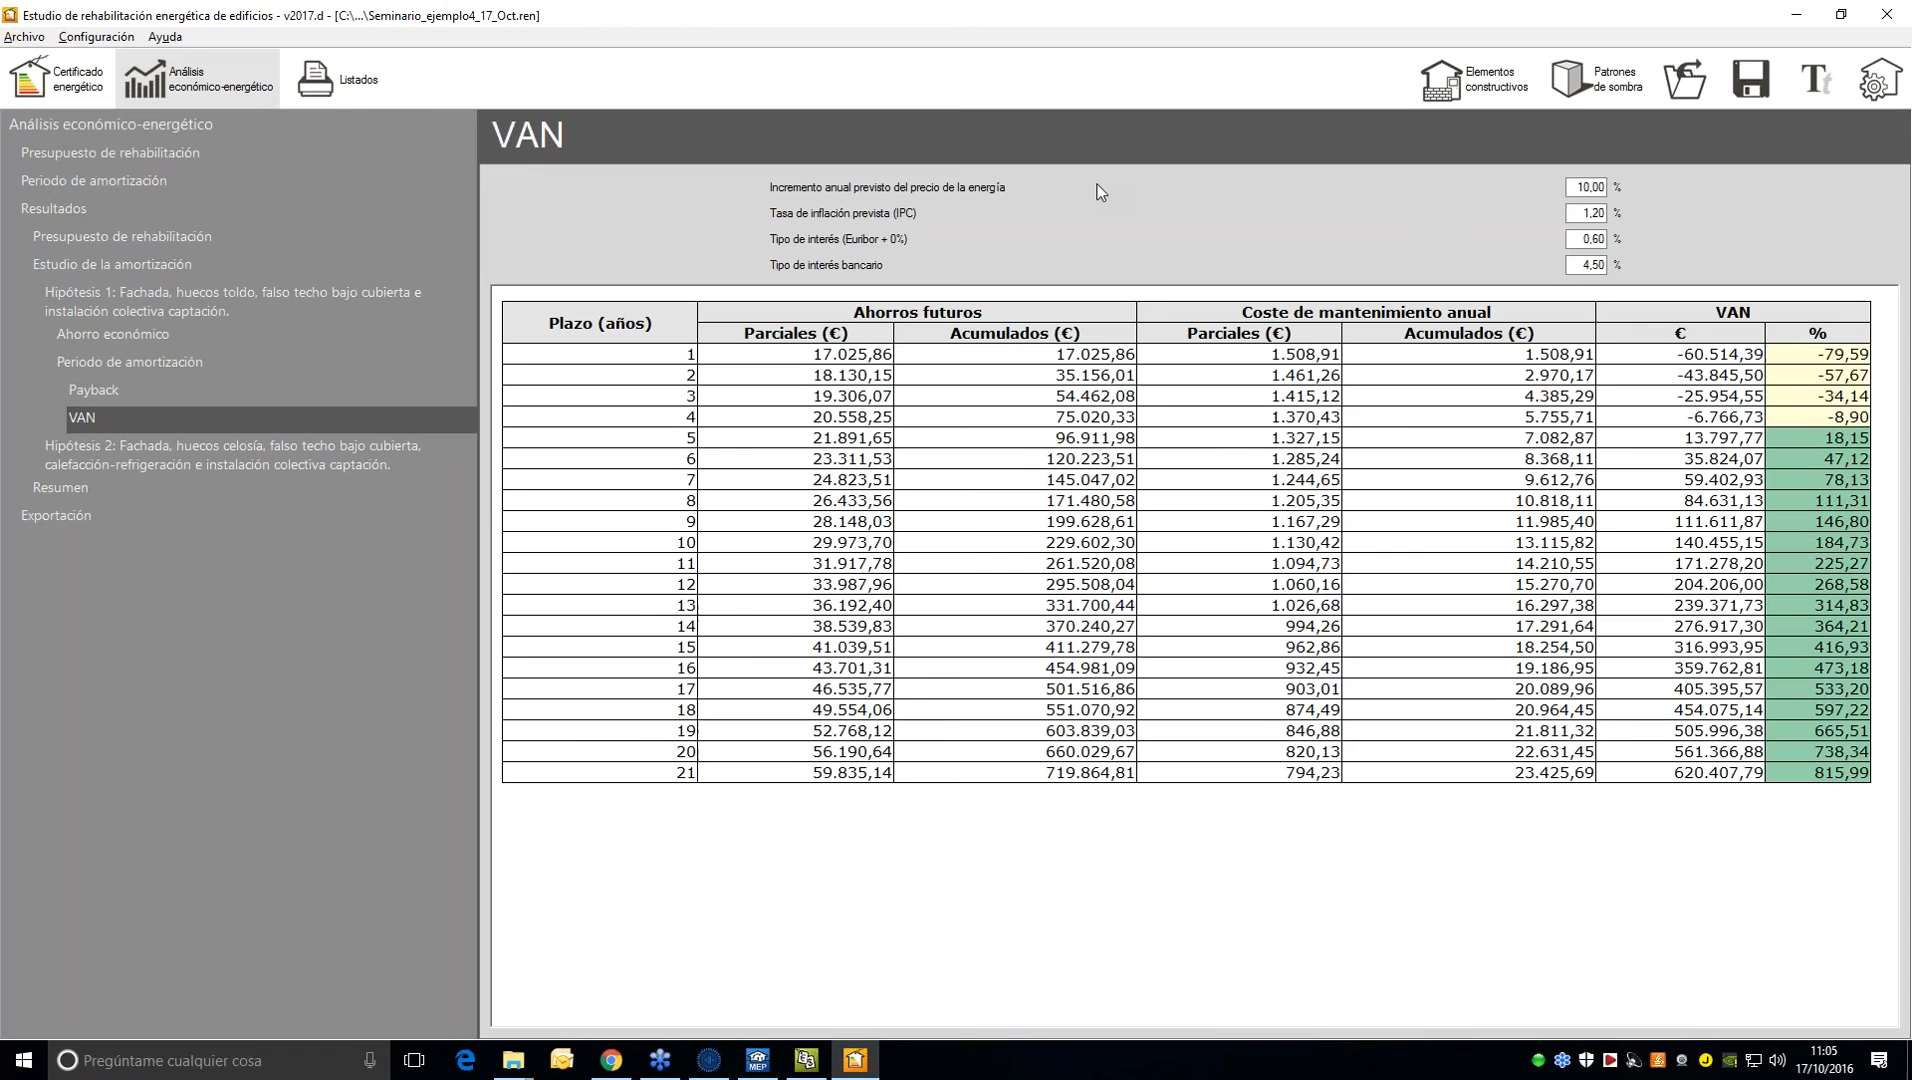 Estudio de rehabilitación energética de edificios - v2017.d - [C:\...\Seminario_ejemplo4_17_Oct.ren]
Archivo Configuración Ayuda
Certificado energético
Análisis económico-energético
Listados
Elementos constructivos
Patrones de sombra
Análisis económico-energético
Presupuesto de rehabilitación
Periodo de amortización
Resultados
Presupuesto de rehabilitación
Estudio de la amortización
Hipótesis 1: Fachada, huecos toldo, falso techo bajo cubierta e
instalación colectiva captación.
Ahorro económico
Periodo de amortización
Payback
VAN
Hipótesis 2: Fachada, huecos celosía, falso techo bajo cubierta,
calefacción-refrigeración e instalación colectiva captación.
Resumen
Exportación
VAN
Incremento anual previsto del precio de la energía 10,00 %
Tasa de inflación prevista (IPC) 1,20 %
Tipo de interés (Euribor + 0%) 0,60 %
Tipo de interés bancario 4,50 %
Plazo (años) Ahorros futuros Coste de mantenimiento anual VAN
Parciales (€) Acumulados (€) Parciales (€) Acumulados (€) € %
1 17.025,86 17.025,86 1.508,91 1.508,91 -60.514,39 -79,59
2 18.130,15 35.156,01 1.461,26 2.970,17 -43.845,50 -57,67
3 19.306,07 54.462,08 1.415,12 4.385,29 -25.954,55 -34,14
4 20.558,25 75.020,33 1.370,43 5.755,71 -6.766,73 -8,90
5 21.891,65 96.911,98 1.327,15 7.082,87 13.797,77 18,15
6 23.311,53 120.223,51 1.285,24 8.368,11 35.824,07 47,12
7 24.823,51 145.047,02 1.244,65 9.612,76 59.402,93 78,13
8 26.433,56 171.480,58 1.205,35 10.818,11 84.631,13 111,31
9 28.148,03 199.628,61 1.167,29 11.985,40 111.611,87 146,80
10 29.973,70 229.602,30 1.130,42 13.115,82 140.455,15 184,73
11 31.917,78 261.520,08 1.094,73 14.210,55 171.278,20 225,27
12 33.987,96 295.508,04 1.060,16 15.270,70 204.206,00 268,58
13 36.192,40 331.700,44 1.026,68 16.297,38 239.371,73 314,83
14 38.539,83 370.240,27 994,26 17.291,64 276.917,30 364,21
15 41.039,51 411.279,78 962,86 18.254,50 316.993,95 416,93
16 43.701,31 454.981,09 932,45 19.186,95 359.762,81 473,18
17 46.535,77 501.516,86 903,01 20.089,96 405.395,57 533,20
18 49.554,06 551.070,92 874,49 20.964,45 454.075,14 597,22
19 52.768,12 603.839,03 846,88 21.811,32 505.996,38 665,51
20 56.190,64 660.029,67 820,13 22.631,45 561.366,88 738,34
21 59.835,14 719.864,81 794,23 23.425,69 620.407,79 815,99
Pregúntame cualquier cosa
MEP
11:05
17/10/2016